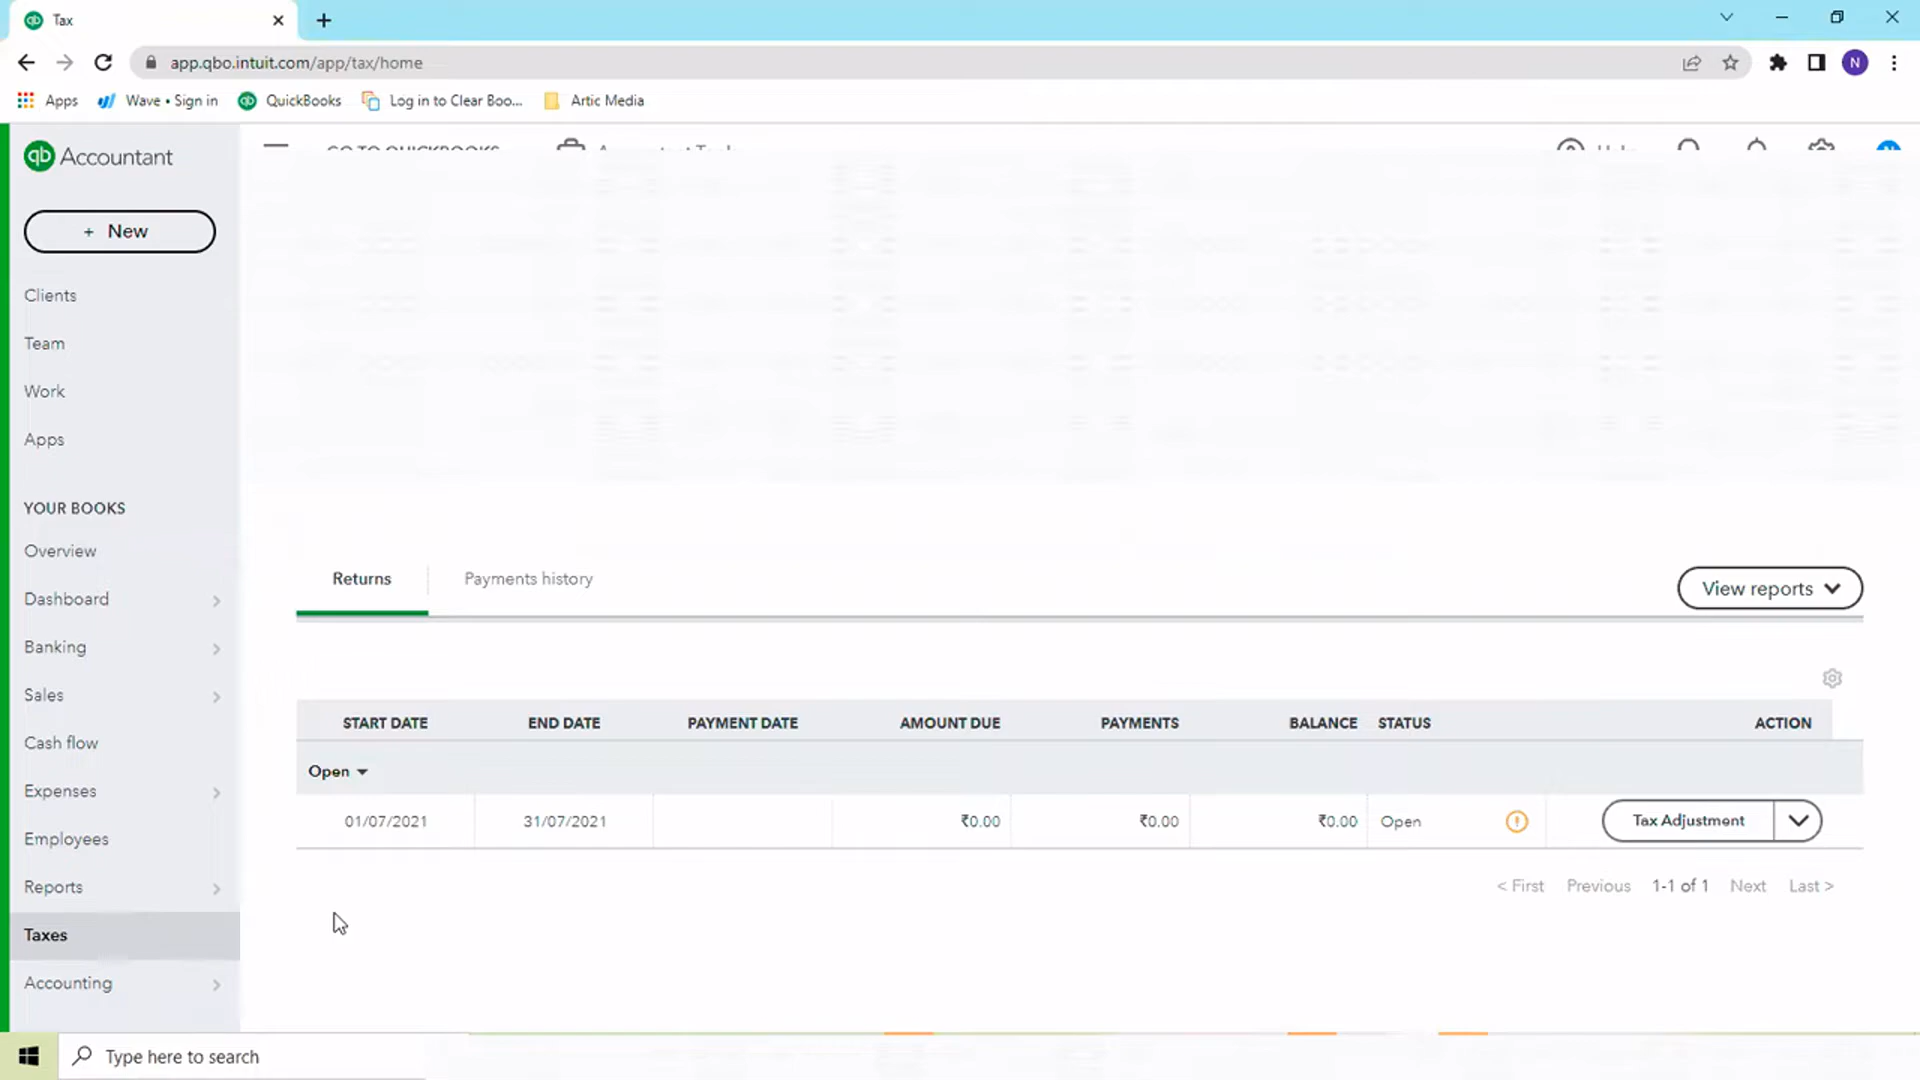 Tax
app.qbo.intuit.com/app/tax/home
N
Apps
Wave • Sign in
QuickBooks
Log in to Clear Boo...
Artic Media
qb Accountant
GO TO QUICKBOOKS
+ New
Clients
Team
Work
Apps
YOUR BOOKS
Overview
Dashboard
Banking
Sales
Cash flow
Expenses
Employees
Reports
Taxes
Accounting
Returns
Payments history
View reports
START DATE END DATE PAYMENT DATE AMOUNT DUE PAYMENTS BALANCE STATUS ACTION
Open
01/07/2021 31/07/2021 ₹0.00 ₹0.00 ₹0.00 Open Tax Adjustment
< First Previous 1-1 of 1 Next Last >
Type here to search